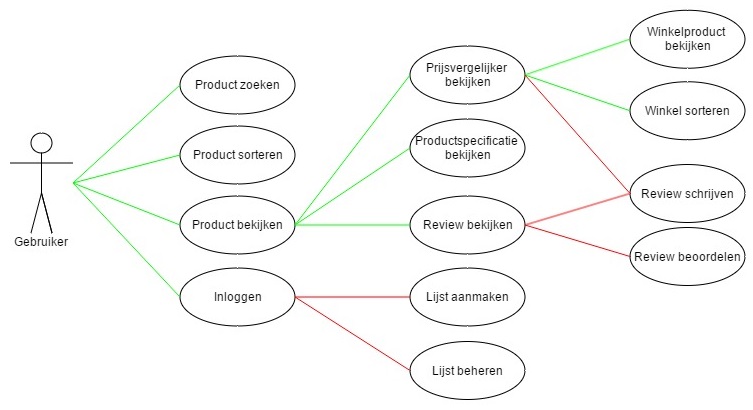 Gebruiker
Product zoeken
Product sorteren
Product bekijken
Inloggen
Prijsvergelijker
bekijken
Productspecificatie
bekijken
Review bekijken
Lijst aanmaken
Lijst beheren
Winkelproduct
bekijken
Winkel sorteren
Review schrijven
Review beoordelen